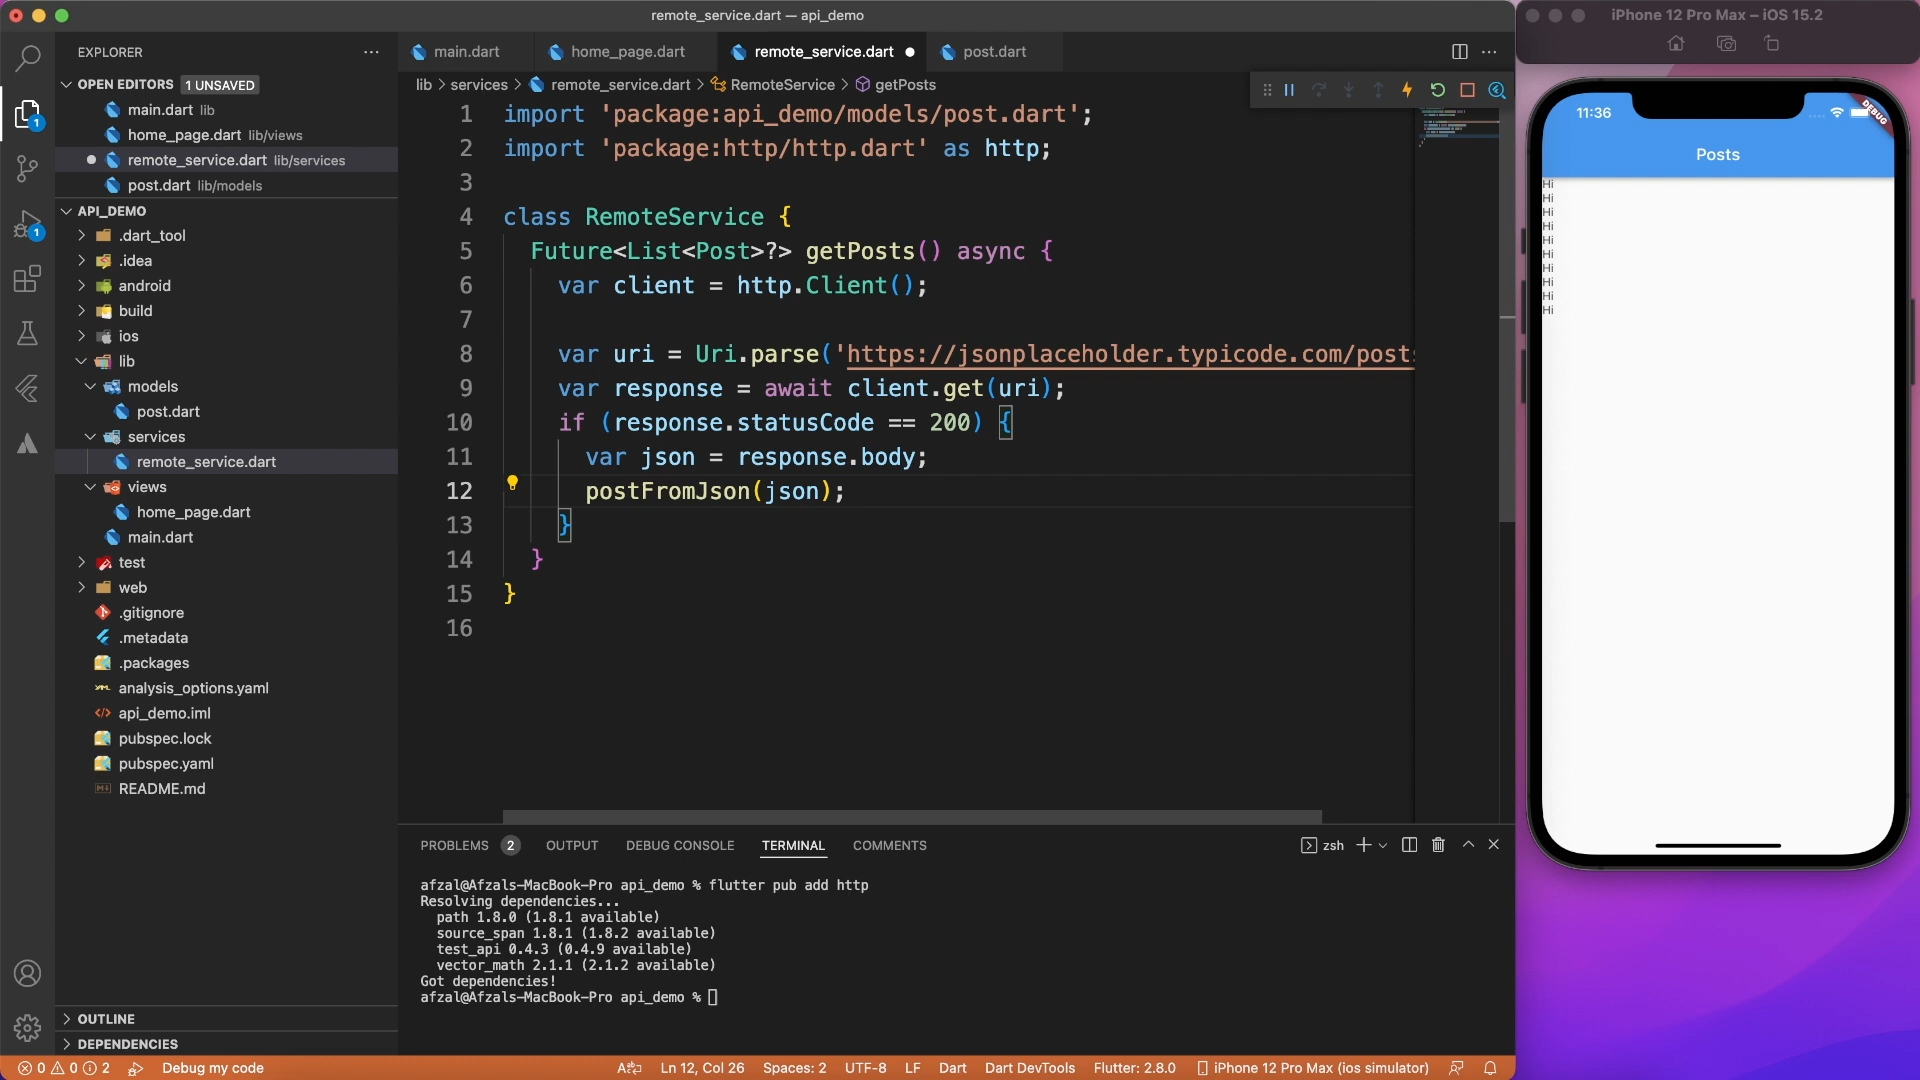 remote_service.dart — api_demo
iPhone 12 Pro Max – iOS 15.2
EXPLORER
OPEN EDITORS 1 UNSAVED
main.dart lib
home_page.dart lib/views
remote_service.dart lib/services
post.dart lib/models
API_DEMO
.dart_tool
.idea
android
build
ios
lib
models
post.dart
services
remote_service.dart
views
home_page.dart
main.dart
test
web
.gitignore
.metadata
.packages
analysis_options.yaml
api_demo.iml
pubspec.lock
pubspec.yaml
README.md
OUTLINE
DEPENDENCIES
1
1
main.dart
home_page.dart
remote_service.dart
post.dart
lib > services > remote_service.dart > RemoteService > getPosts
1 import 'package:api_demo/models/post.dart';
2 import 'package:http/http.dart' as http;
3
4 class RemoteService {
5 Future<List<Post>?> getPosts() async {
6 var client = http.Client();
7
8 var uri = Uri.parse('https://jsonplaceholder.typicode.com/posts
9 var response = await client.get(uri);
10 if (response.statusCode == 200) {
11 var json = response.body;
12 postFromJson(json);
13 }
14 }
15 }
16
PROBLEMS 2 OUTPUT DEBUG CONSOLE TERMINAL COMMENTS
zsh
afzal@Afzals-MacBook-Pro api_demo % flutter pub add http
Resolving dependencies...
path 1.8.0 (1.8.1 available)
source_span 1.8.1 (1.8.2 available)
test_api 0.4.3 (0.4.9 available)
vector_math 2.1.1 (2.1.2 available)
Got dependencies!
afzal@Afzals-MacBook-Pro api_demo %
0 0 2 Debug my code
Ln 12, Col 26 Spaces: 2 UTF-8 LF Dart Dart DevTools Flutter: 2.8.0 iPhone 12 Pro Max (ios simulator)
11:36
DEBUG
Posts
Hi
Hi
Hi
Hi
Hi
Hi
Hi
Hi
Hi
Hi